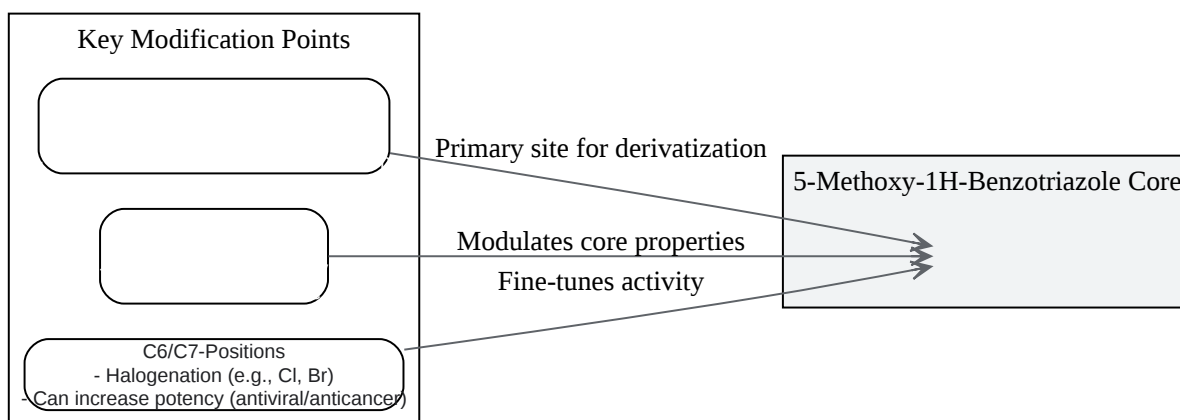 Key Modification Points
Primary site for derivatization
5-Methoxy-1H-Benzotriazole Core
Modulates core properties
Fine-tunes activity
C6/C7-Positions
- Halogenation (e.g., Cl, Br)
- Can increase potency (antiviral/anticancer)